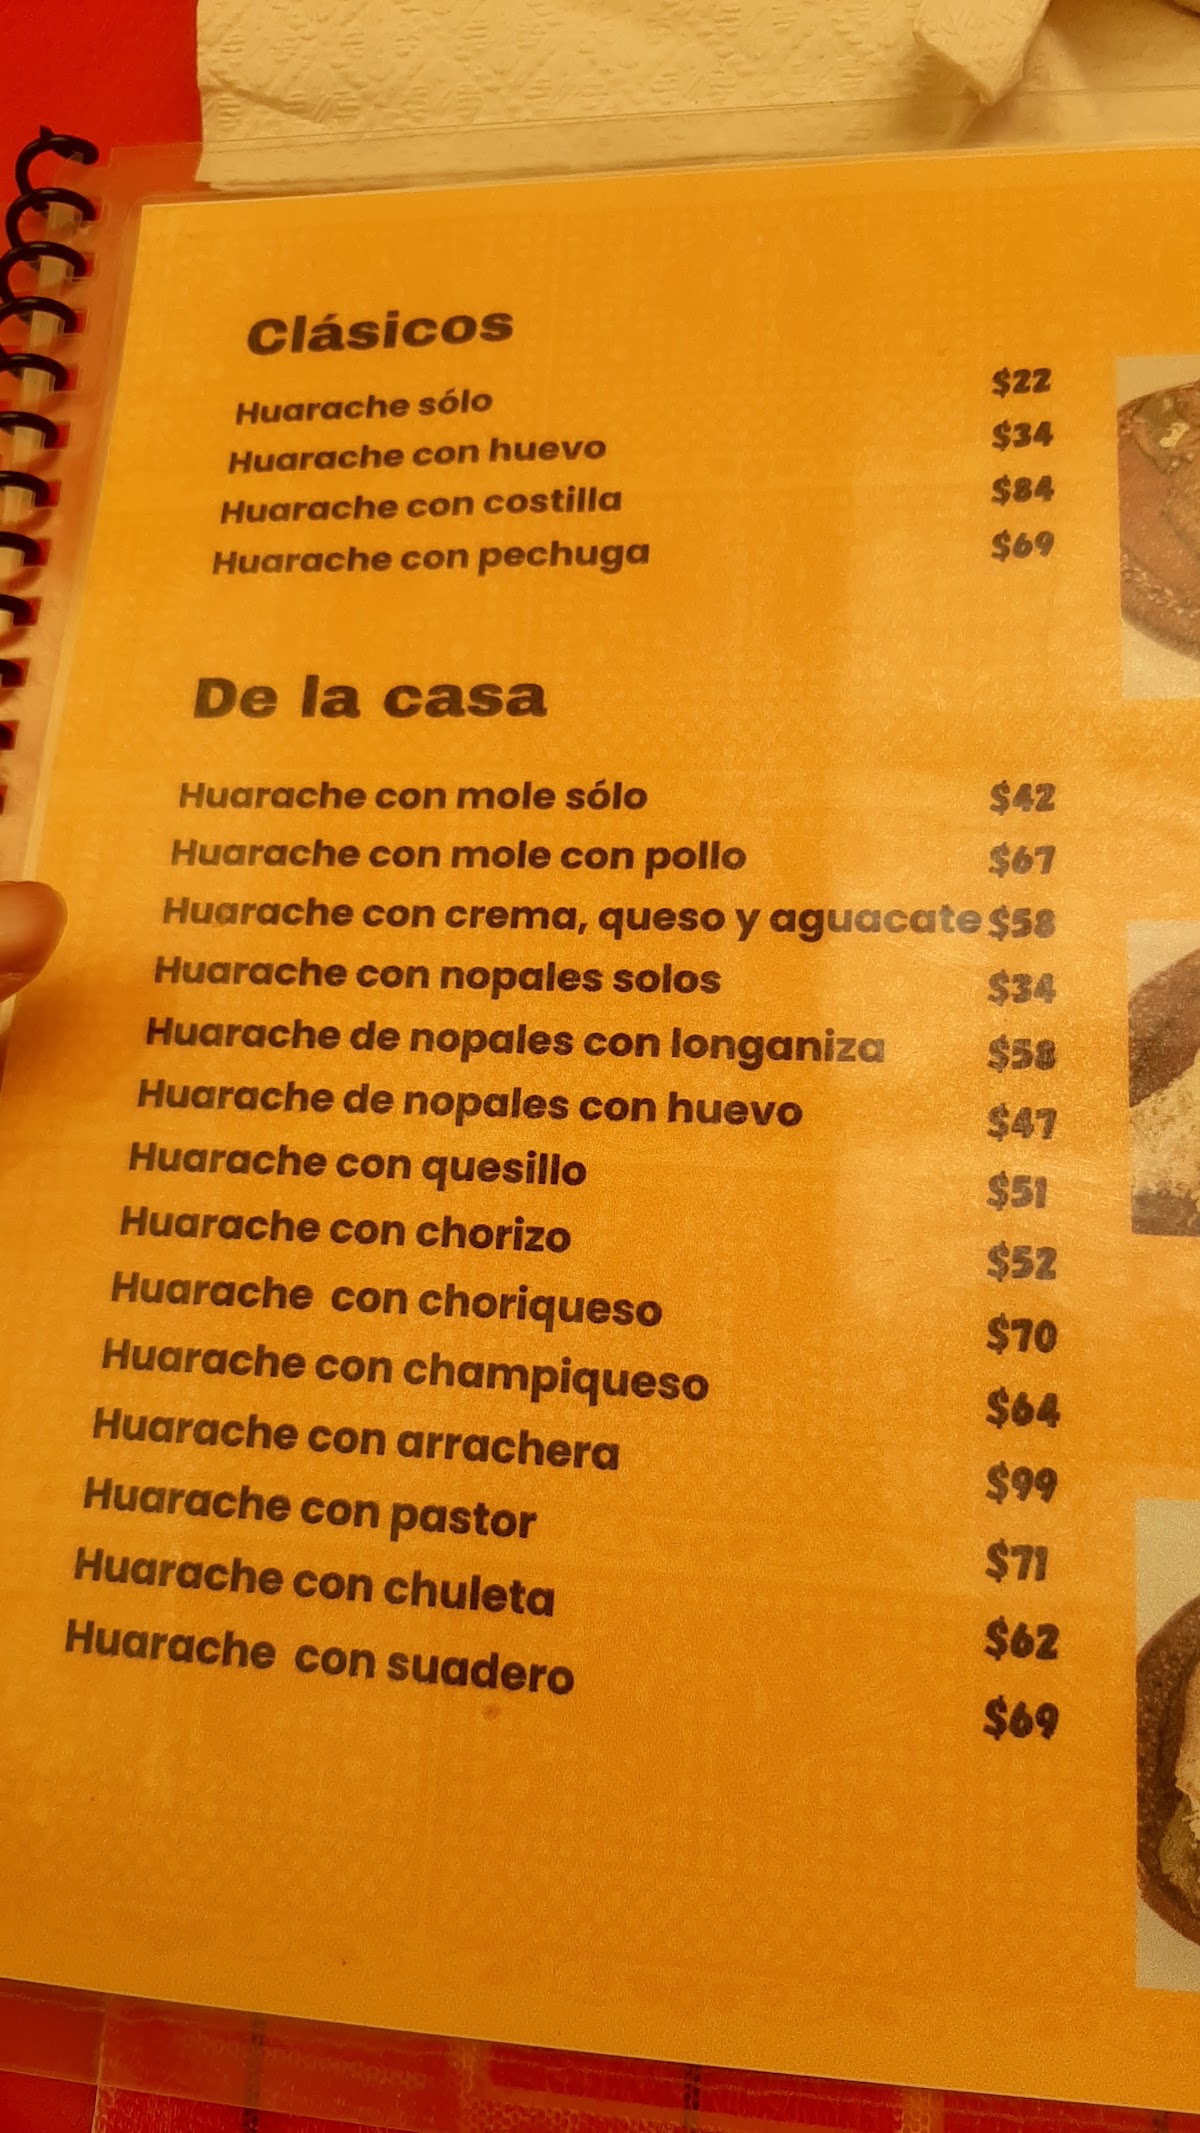 Clásicos
Huarache sólo $22
Huarache con huevo $34
Huarache con costilla $84
Huarache con pechuga $69
De la casa
Huarache con mole sólo $42
Huarache con mole con pollo $67
Huarache con crema, queso y aguacate $58
Huarache con nopales solos $34
Huarache de nopales con longaniza $58
Huarache de nopales con huevo $47
Huarache con quesillo $51
Huarache con chorizo $52
Huarache con choriqueso $70
Huarache con champiqueso $64
Huarache con arrachera $99
Huarache con pastor $71
Huarache con chuleta $62
Huarache con suadero $69